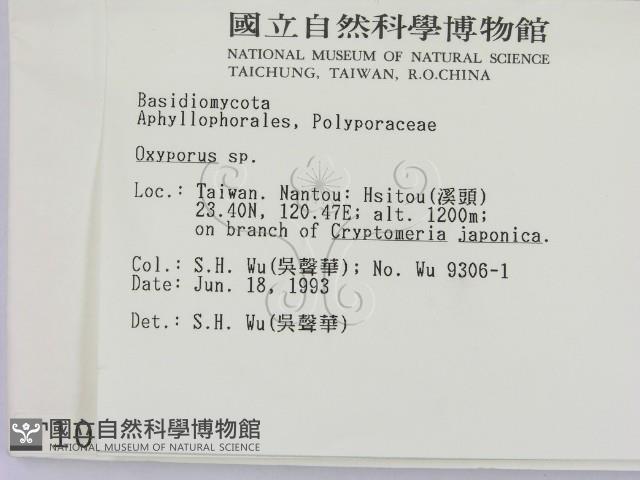 國立自然科學博物館
NATIONAL MUSEUM OF NATURAL SCIENCE
TAICHUNG, TAIWAN, R.O.CHINA
Basidiomycota
Aphyllophorales, Polyporaceae
Oxyporus sp.
Loc.: Taiwan. Nantou: Hsitou(溪頭)
23.40N, 120.47E; alt. 1200m;
on branch of Cryptomeria japonica.
Col.: S.H. Wu(吳聲華); No. Wu 9306-1
Date: Jun. 18, 1993
Det.: S.H. Wu(吳聲華)
國立自然科學博物館
NATIONAL MUSEUM OF NATURAL SCIENCE